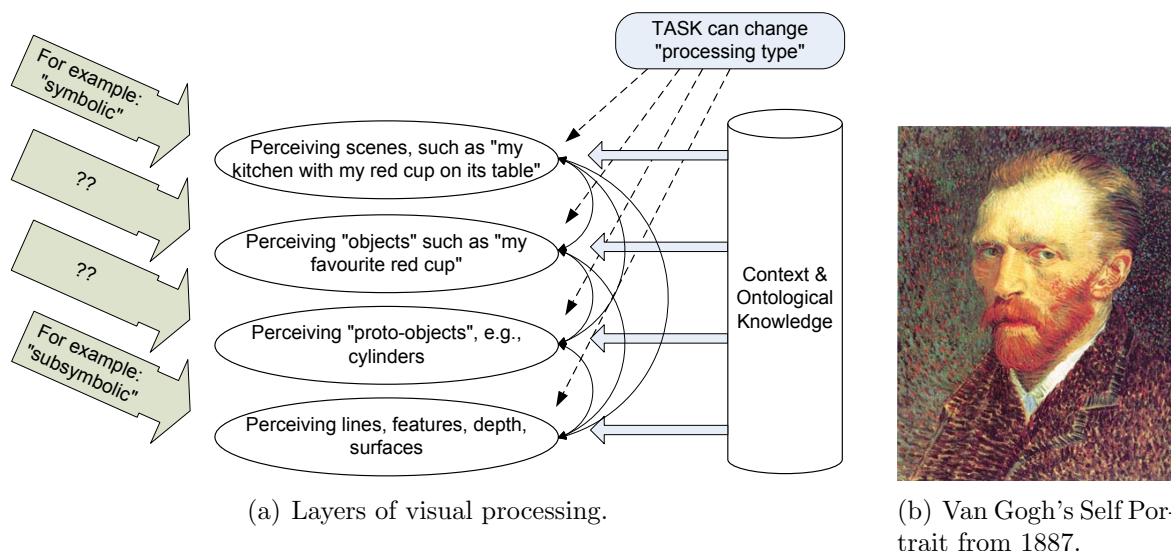 TASK can change
"processing type"
For example:
"symbolic"
??
??
For example:
"subsymbolic"
Perceiving scenes, such as "my
kitchen with my red cup on its table"
Perceiving "objects" such as "my
favourite red cup"
Perceiving "proto-objects", e.g.,
cylinders
Perceiving lines, features, depth,
surfaces
Context &
Ontological
Knowledge
(a) Layers of visual processing.
(b) Van Gogh's Self Por-
trait from 1887.